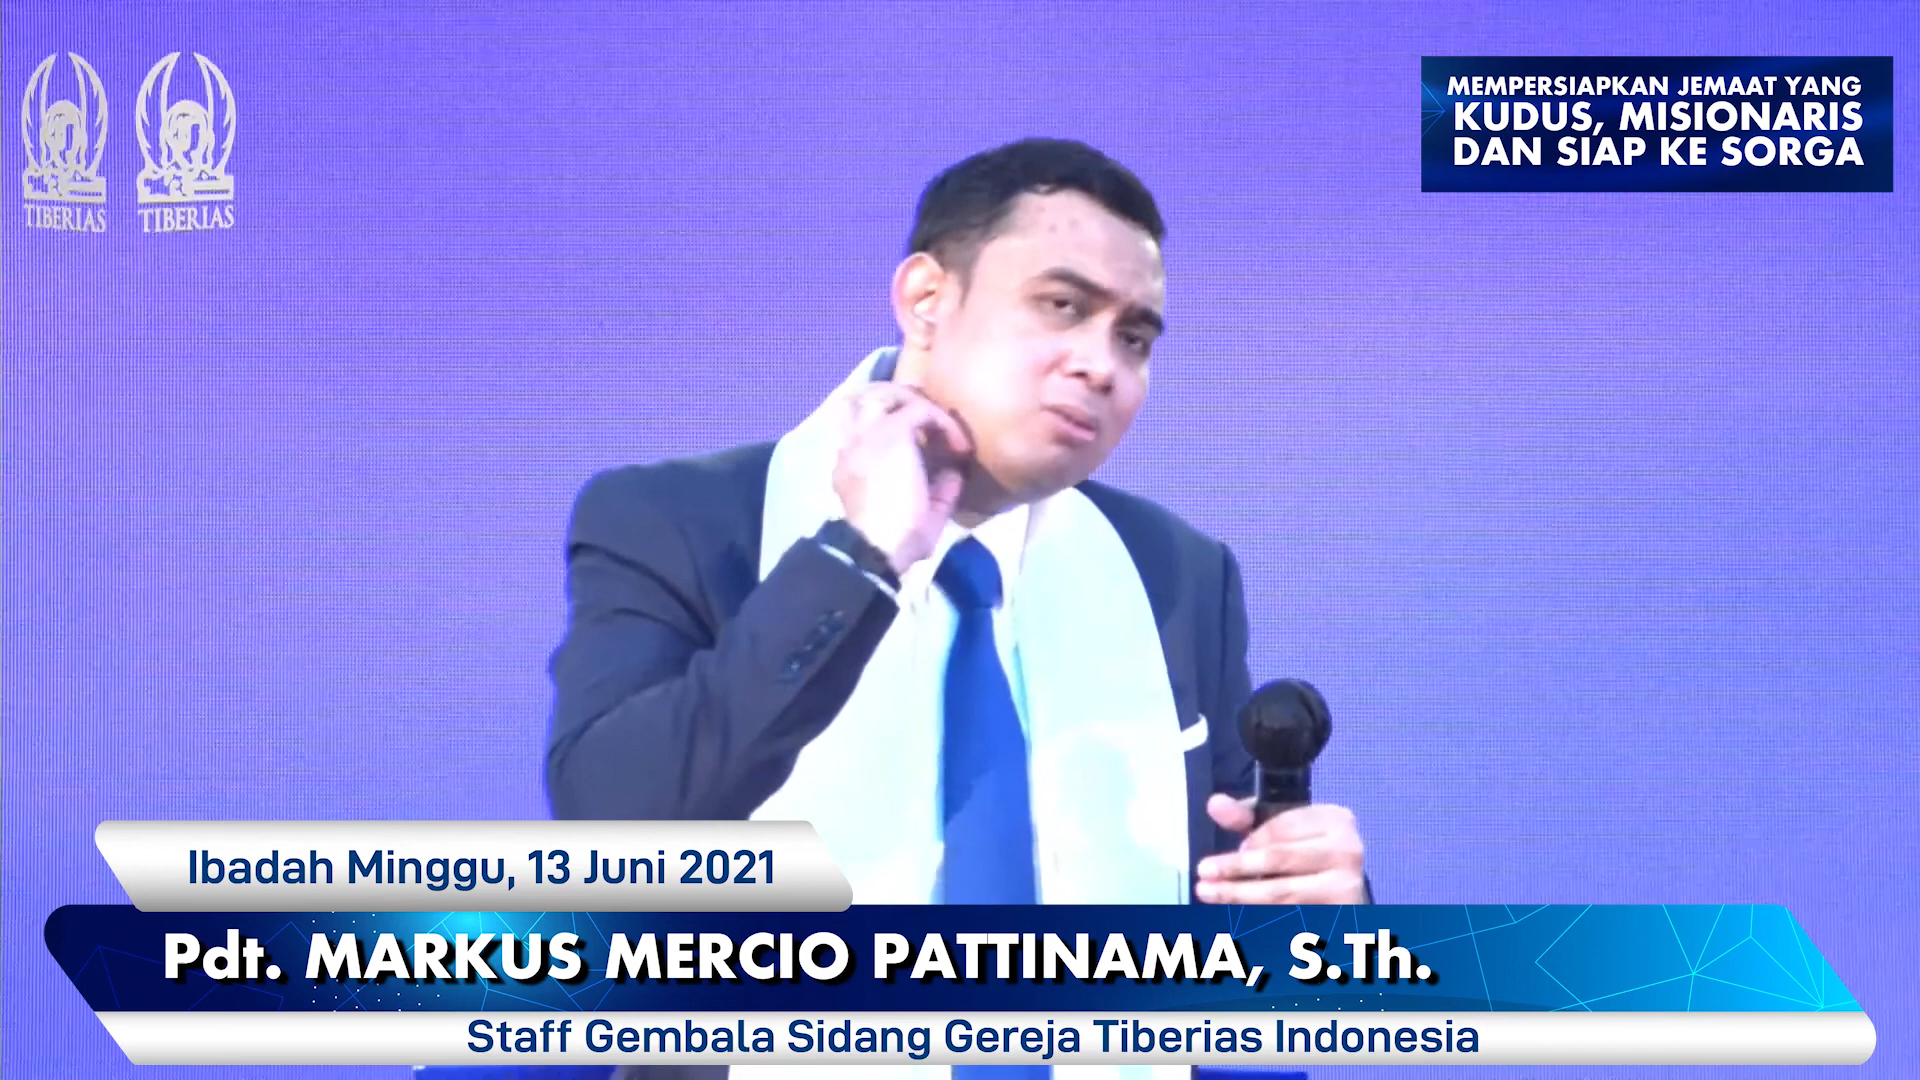 TIBERIAS
TIBERIAS
MEMPERSIAPKAN JEMAAT YANG
KUDUS, MISIONARIS
DAN SIAP KE SORGA
Ibadah Minggu, 13 Juni 2021
Pdt. MARKUS MERCIO PATTINAMA, S.Th.
Staff Gembala Sidang Gereja Tiberias Indonesia